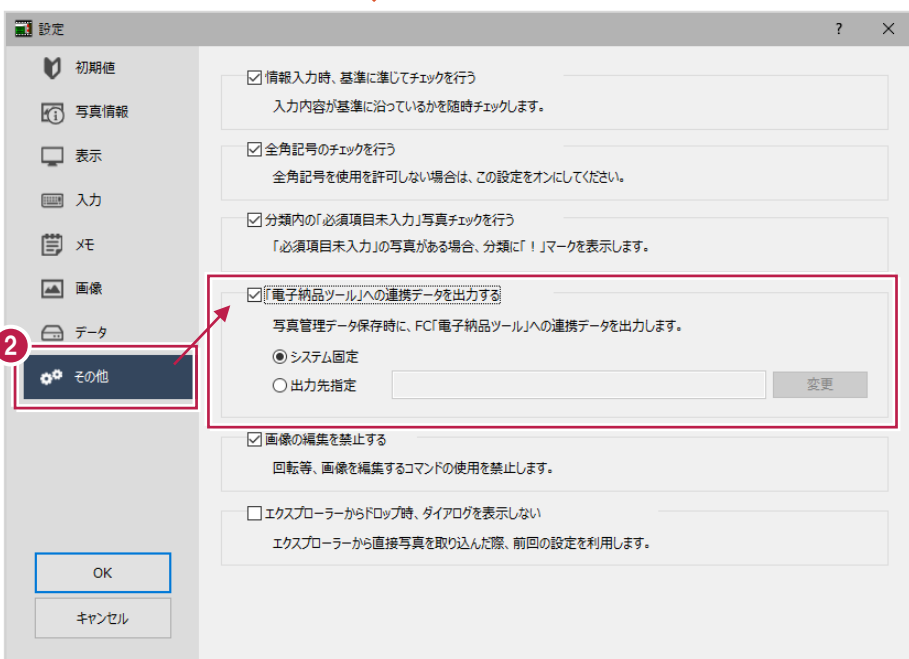 設定
?
初期値
写真情報
表示
入力
メモ
画像
データ
2
その他
OK
キャンセル
情報入力時、基準に準じてチェックを行う
入力内容が基準に沿っているかを随時チェックします。
全角記号のチェックを行う
全角記号を使用を許可しない場合は、この設定をオンにしてください。
分類内の「必須項目未入力」写真チェックを行う
「必須項目未入力」の写真がある場合、分類に「！」マークを表示します。
「電子納品ツール」への連携データを出力する
写真管理データ保存時に、FC「電子納品ツール」への連携データを出力します。
システム固定
出力先指定
変更
画像の編集を禁止する
回転等、画像を編集するコマンドの使用を禁止します。
エクスプローラーからドロップ時、ダイアログを表示しない
エクスプローラーから直接写真を取り込んだ際、前回の設定を利用します。